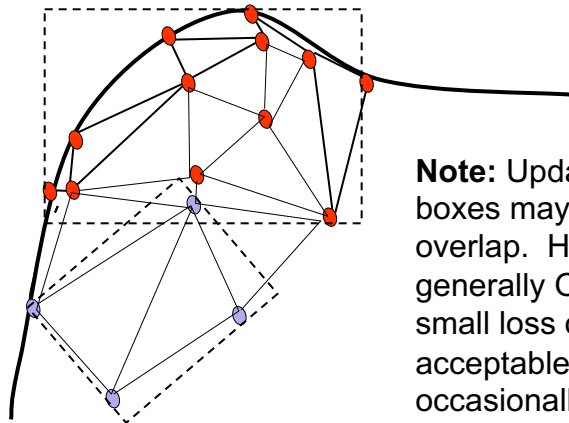 Note: Upda
boxes may
overlap. H
generally O
small loss o
acceptable
occasionall